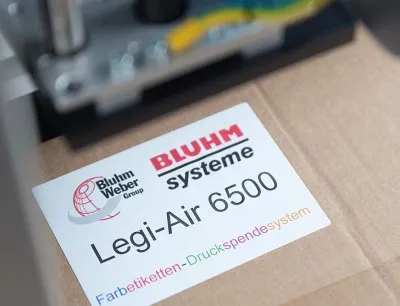 Bluhm
Weber
Group
BLUHM
systeme
Legi-Air 6500
Farbetiketten-Druckspendesystem